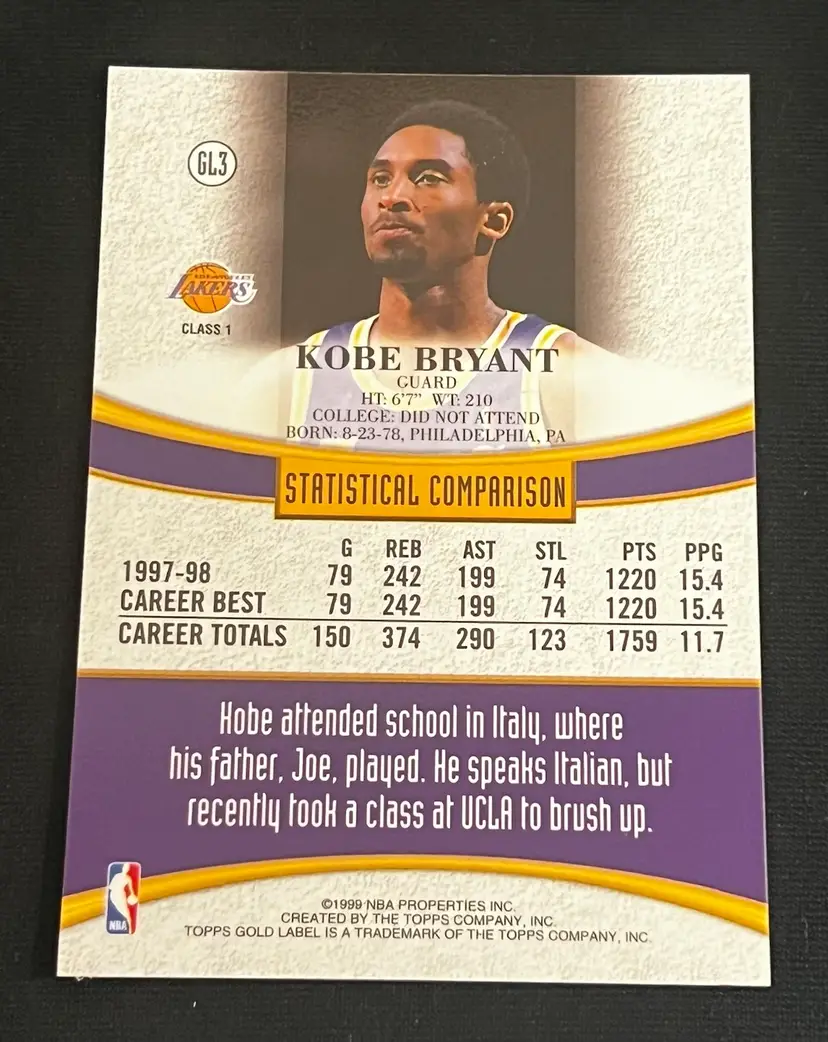 GL3
LOS ANGELES
LAKERS
CLASS 1
KOBE BRYANT
GUARD
HT: 6'7" WT: 210
COLLEGE: DID NOT ATTEND
BORN: 8-23-78, PHILADELPHIA, PA
STATISTICAL COMPARISON
G REB AST STL PTS PPG
1997-98 79 242 199 74 1220 15.4
CAREER BEST 79 242 199 74 1220 15.4
CAREER TOTALS 150 374 290 123 1759 11.7
Kobe attended school in Italy, where
his father, Joe, played. He speaks Italian, but
recently took a class at UCLA to brush up.
NBA
©1999 NBA PROPERTIES INC.
CREATED BY THE TOPPS COMPANY, INC.
TOPPS GOLD LABEL IS A TRADEMARK OF THE TOPPS COMPANY, INC.